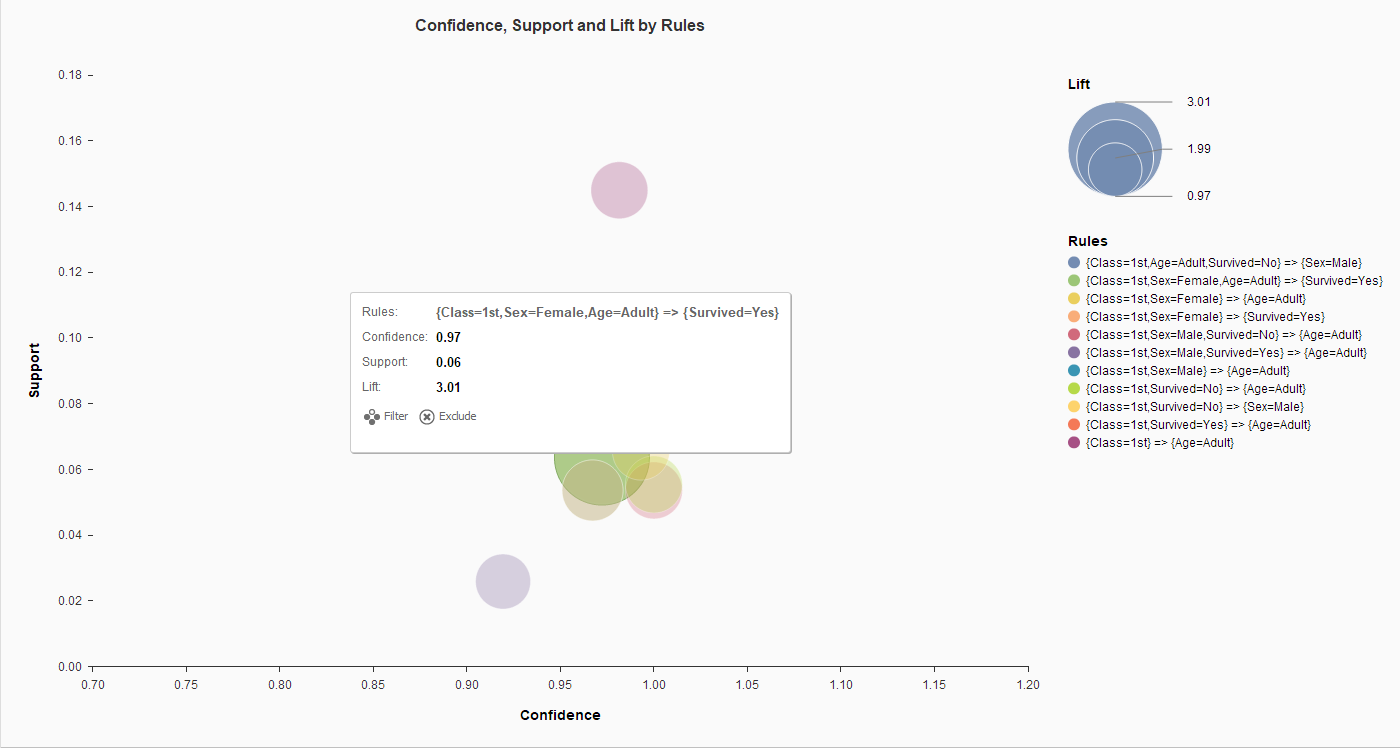 Confidence, Support and Lift by Rules
0.18
0.16
0.14
0.12
0.10
0.08
0.06
0.04
0.02
0.00
Support
0.70 0.75 0.80 0.85 0.90 0.95 1.00 1.05 1.10 1.15 1.20
Confidence
Rules: {Class=1st,Sex=Female,Age=Adult} => {Survived=Yes}
Confidence: 0.97
Support: 0.06
Lift: 3.01
Filter Exclude
Lift
3.01
1.99
0.97
Rules
{Class=1st,Age=Adult,Survived=No} => {Sex=Male}
{Class=1st,Sex=Female,Age=Adult} => {Survived=Yes}
{Class=1st,Sex=Female} => {Age=Adult}
{Class=1st,Sex=Female} => {Survived=Yes}
{Class=1st,Sex=Male,Survived=No} => {Age=Adult}
{Class=1st,Sex=Male,Survived=Yes} => {Age=Adult}
{Class=1st,Sex=Male} => {Age=Adult}
{Class=1st,Survived=No} => {Age=Adult}
{Class=1st,Survived=No} => {Sex=Male}
{Class=1st,Survived=Yes} => {Age=Adult}
{Class=1st} => {Age=Adult}